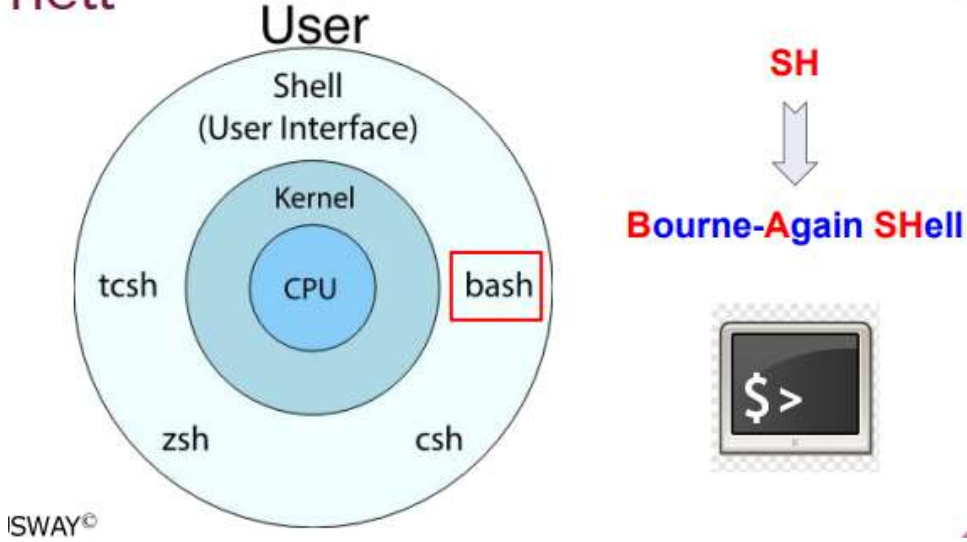 User
Shell
(User Interface)
Kernel
tcsh
CPU
bash
zsh
csh
SH
Bourne-Again SHell
$>
SWAY©